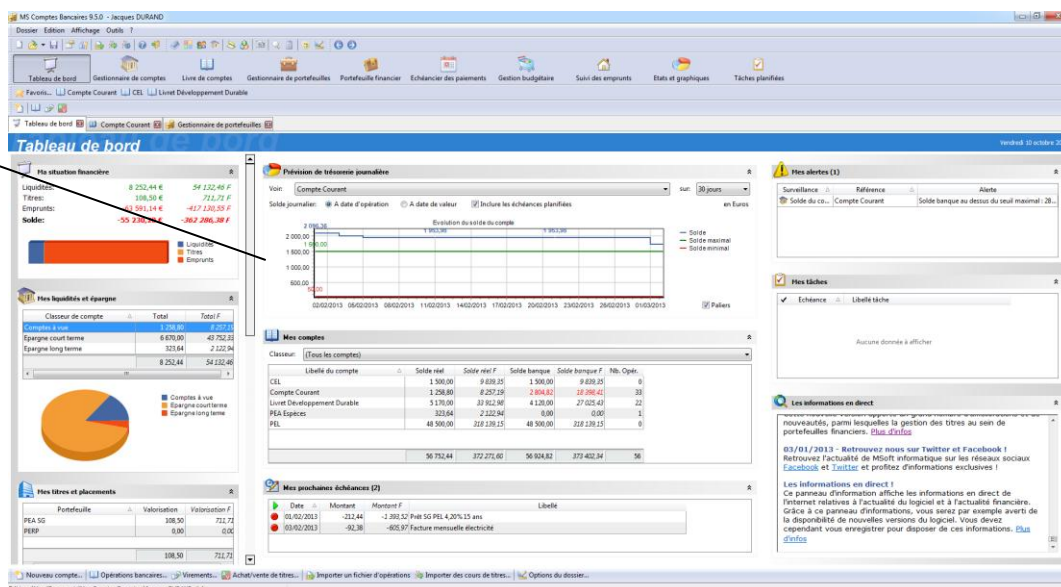 MS Comptes Bancaires 9.5.0 - Jacques DURAND
Dossier Edition Affichage Outils ?
Tableau de bord Gestionnaire de comptes Livre de comptes Gestionnaire de portefeuilles Portefeuille financier Echéancier des paiements Gestion budgétaire Suivi des emprunts Etats et graphiques Tâches planifiées
Favoris... Compte Courant CEL Livret Développement Durable
Tableau de bord Compte Courant Gestionnaire de portefeuilles
Tableau de bord
Vendredi 10 octobre
Ma situation financière
Liquidités: 8 252,44 € 54 132,46 F
Titres: 108,50 € 711,71 F
Emprunts: -63 591,14 € -417 130,55 F
Solde: -55 230,20 € -362 286,38 F
Liquidités
Titres
Emprunts
Mes liquidités et épargne
Classeur de compte Total Total F
Comptes à vue 1 258,80 8 257,19
Epargne court terme 6 670,00 43 752,33
Epargne long terme 323,64 2 122,94
8 252,44 54 132,46
Comptes à vue
Epargne court terme
Epargne long terme
Mes titres et placements
Portefeuille Valorisation Valorisation F
PEA SG 108,50 711,71
PERP 0,00 0,00
108,50 711,71
Prévision de trésorerie journalière
Voir: Compte Courant sur: 30 jours
Solde journalier: A date d'opération A date de valeur Inclure les échéances planifiées en Euros
Evolution du solde du compte
2 098,38 1 953,98 1 953,98
2 000,00
1 500,00
1 500,00
1 000,00
500,00
50,00
02/02/2013 05/02/2013 08/02/2013 11/02/2013 14/02/2013 17/02/2013 20/02/2013 23/02/2013 26/02/2013 01/03/2013
Solde
Solde maximal
Solde minimal
Paliers
Mes comptes
Classeur: (Tous les comptes)
Libellé du compte Solde réel Solde réel F Solde banque Solde banque F Nb. Opér.
CEL 1 500,00 9 839,35 1 500,00 9 839,35 0
Compte Courant 1 258,80 8 257,19 2 804,82 18 398,41 33
Livret Développement Durable 5 170,00 33 912,98 4 120,00 27 025,43 22
PEA Espèces 323,64 2 122,94 0,00 0,00 1
PEL 48 500,00 318 139,15 48 500,00 318 139,15 0
56 752,44 372 271,60 56 924,82 373 402,34 56
Mes prochaines échéances (2)
Date Montant Montant F Libellé
01/02/2013 -212,44 -1 393,52 Prêt SG PEL 4,20% 15 ans
03/02/2013 -92,38 -605,97 Facture mensuelle électricité
Mes alertes (1)
Surveillance Référence Alerte
Solde du co... Compte Courant Solde banque au dessus du seuil maximal : 28...
Mes tâches
Echéance Libellé tâche
Aucune donnée à afficher
Les informations en direct
nouveautés, parmi lesquelles la gestion des titres au sein de
portefeuilles financiers. Plus d'infos
03/01/2013 - Retrouvez nous sur Twitter et Facebook !
Retrouvez l'actualité de MSoft informatique sur les réseaux sociaux
Facebook et Twitter et profitez d'informations exclusives !
Les informations en direct !
Ce panneau d'information affiche les informations en direct de
l'internet relatives à l'actualité du logiciel et à l'actualité financière.
Grâce à ce panneau d'informations, vous serez par exemple averti de
la disponibilité de nouvelles versions du logiciel. Vous devez
cependant vous enregistrer pour disposer de ces informations. Plus
d'infos
Nouveau compte... Opérations bancaires... Virements... Achat/vente de titres... Importer un fichier d'opérations Importer des cours de titres... Options du dossier...